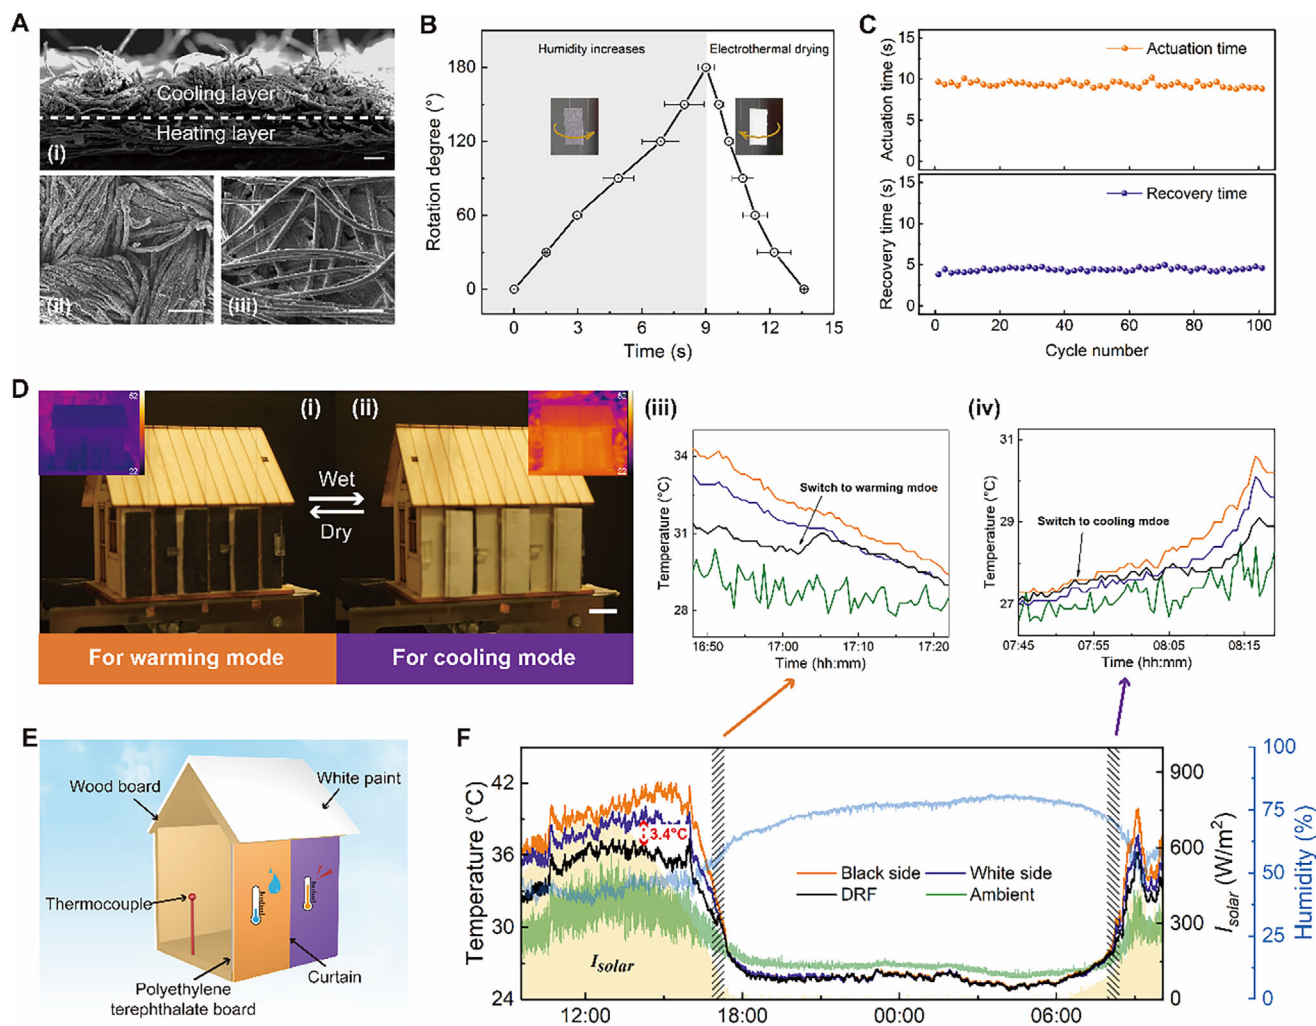 A
Cooling layer
Heating layer
(i)
(ii)
(iii)
B
Humidity increases
Electrothermal drying
Rotation degree (°)
180
120
60
0
0 3 6 9 12 15
Time (s)
C
Actuation time (s)
15
10
5
0
Actuation time
Recovery time (s)
15
10
5
0
Recovery time
0 20 40 60 80 100
Cycle number
D
62
22
(i)
(ii)
62
22
Wet
Dry
For warming mode
For cooling mode
(iii)
Temperature (°C)
34
31
28
Switch to warming mdoe
16:50 17:00 17:10 17:20
Time (hh:mm)
(iv)
Temperature (°C)
31
29
27
Switch to cooling mdoe
07:45 07:55 08:05 08:15
Time (hh:mm)
E
Wood board
White paint
Thermocouple
Curtain
Polyethylene
terephthalate board
F
Temperature (°C)
42
36
30
24
3.4°C
Black side
White side
DRF
Ambient
Isolar
12:00 18:00 00:00 06:00
900
600
300
0
Isolar (W/m2)
100
75
50
25
0
Humidity (%)